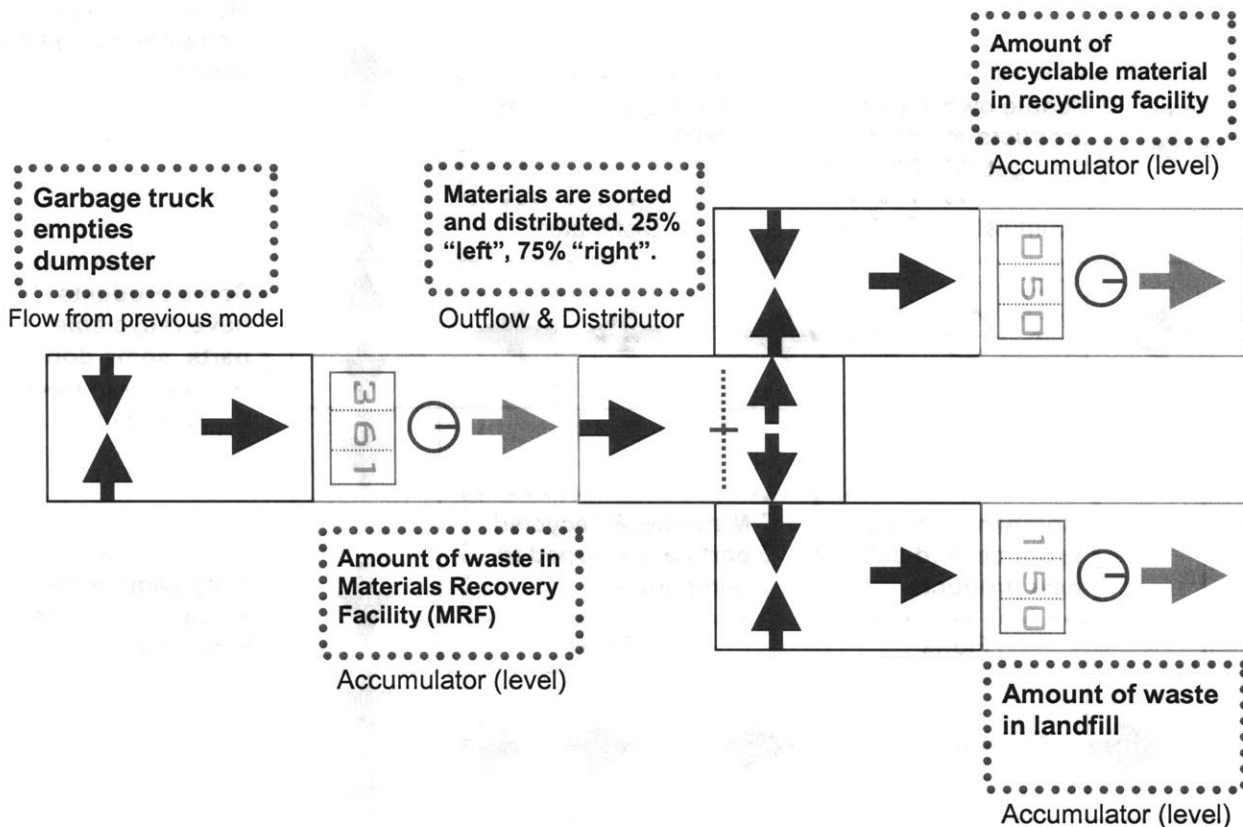 Amount of
recyclable material
in recycling facility
Accumulator (level)
Garbage truck
empties
dumpster
Flow from previous model
Materials are sorted
and distributed. 25%
“left”, 75% “right”.
Outflow & Distributor
050
361
150
Amount of waste in
Materials Recovery
Facility (MRF)
Accumulator (level)
Amount of waste
in landfill
Accumulator (level)